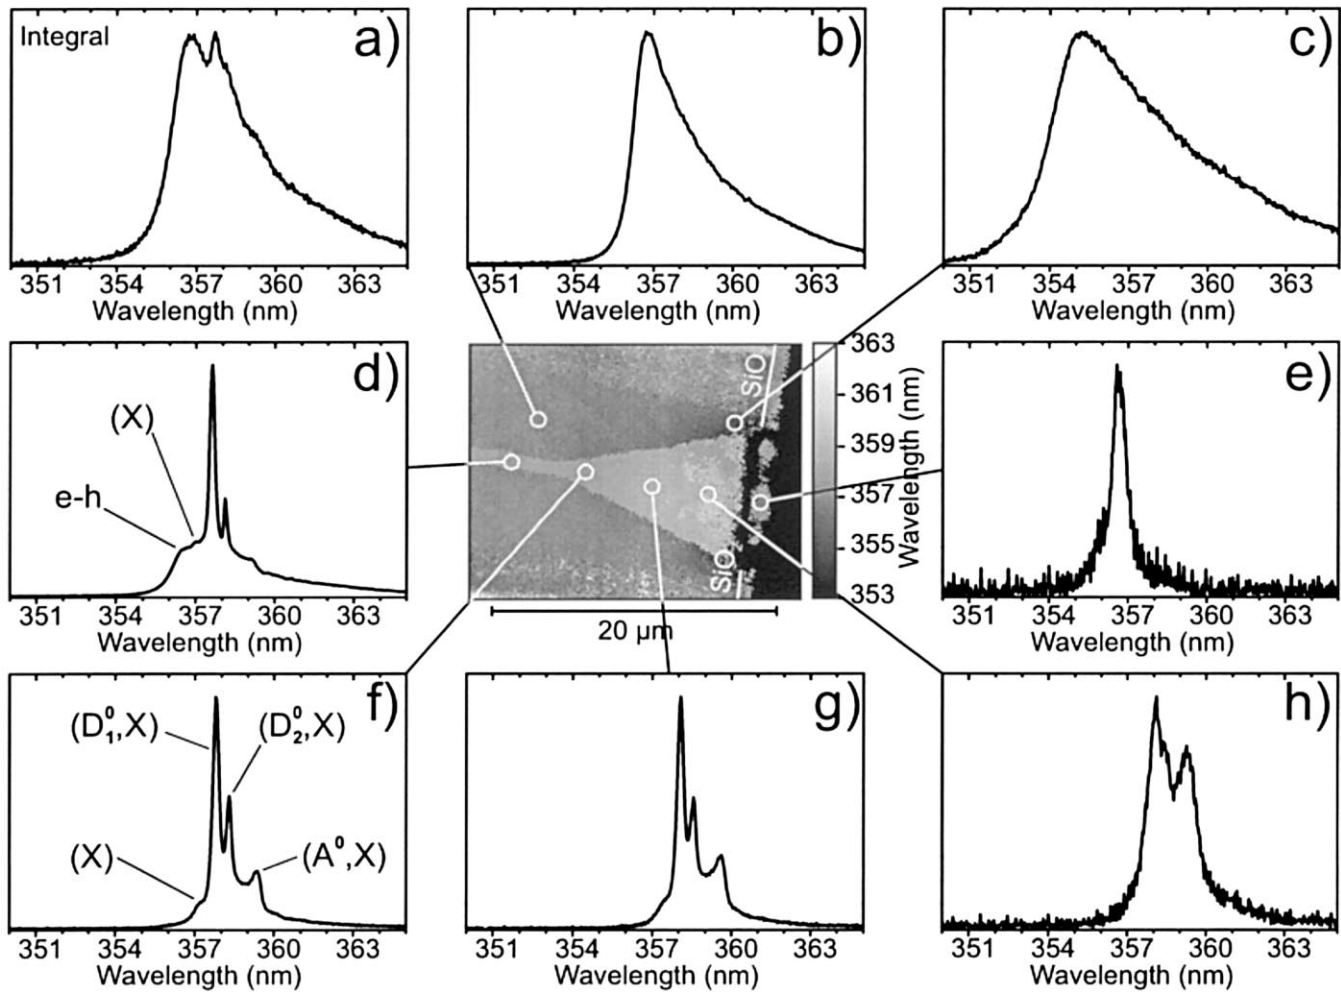 Integral
a)
351 354 357 360 363
Wavelength (nm)
b)
351 354 357 360 363
Wavelength (nm)
c)
351 354 357 360 363
Wavelength (nm)
d)
(X)
e-h
351 354 357 360 363
Wavelength (nm)
SiO
SiO
20 µm
363
361
359
357
355
353
Wavelength (nm)
e)
351 354 357 360 363
Wavelength (nm)
f)
(D⁰₁,X)
(D⁰₂,X)
(X)
(A⁰,X)
351 354 357 360 363
Wavelength (nm)
g)
351 354 357 360 363
Wavelength (nm)
h)
351 354 357 360 363
Wavelength (nm)